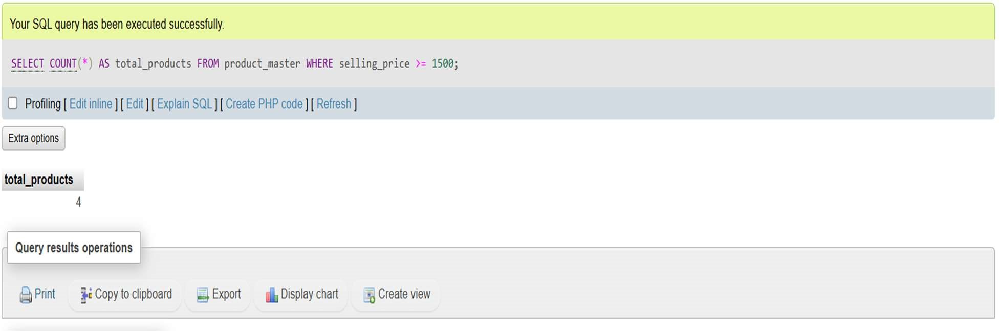 Your SQL query has been executed successfully.
SELECT COUNT(*) AS total_products FROM product_master WHERE selling_price >= 1500;
Profiling [ Edit inline ] [ Edit ] [ Explain SQL ] [ Create PHP code ] [ Refresh ]
Extra options
total_products
4
Query results operations
Print Copy to clipboard Export Display chart Create view